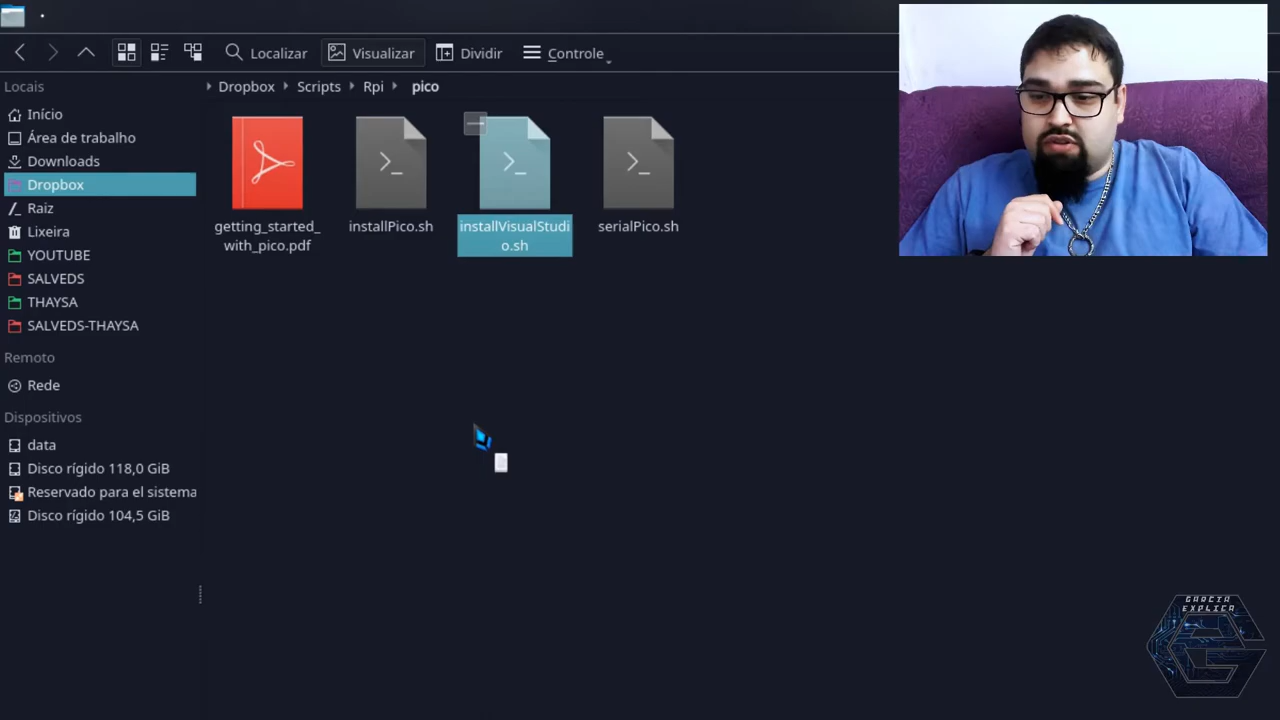 Localizar
Visualizar
Dividir
Controle
Locais
Dropbox
Scripts
Rpi
pico
Início
Área de trabalho
Downloads
Dropbox
Raiz
Lixeira
YOUTUBE
SALVEDS
THAYSA
SALVEDS-THAYSA
Remoto
Rede
Dispositivos
data
Disco rígido 118,0 GiB
Reservado para el sistema
Disco rígido 104,5 GiB
getting_started_
with_pico.pdf
installPico.sh
installVisualStudi
o.sh
serialPico.sh
GARCIA
EXPLICA